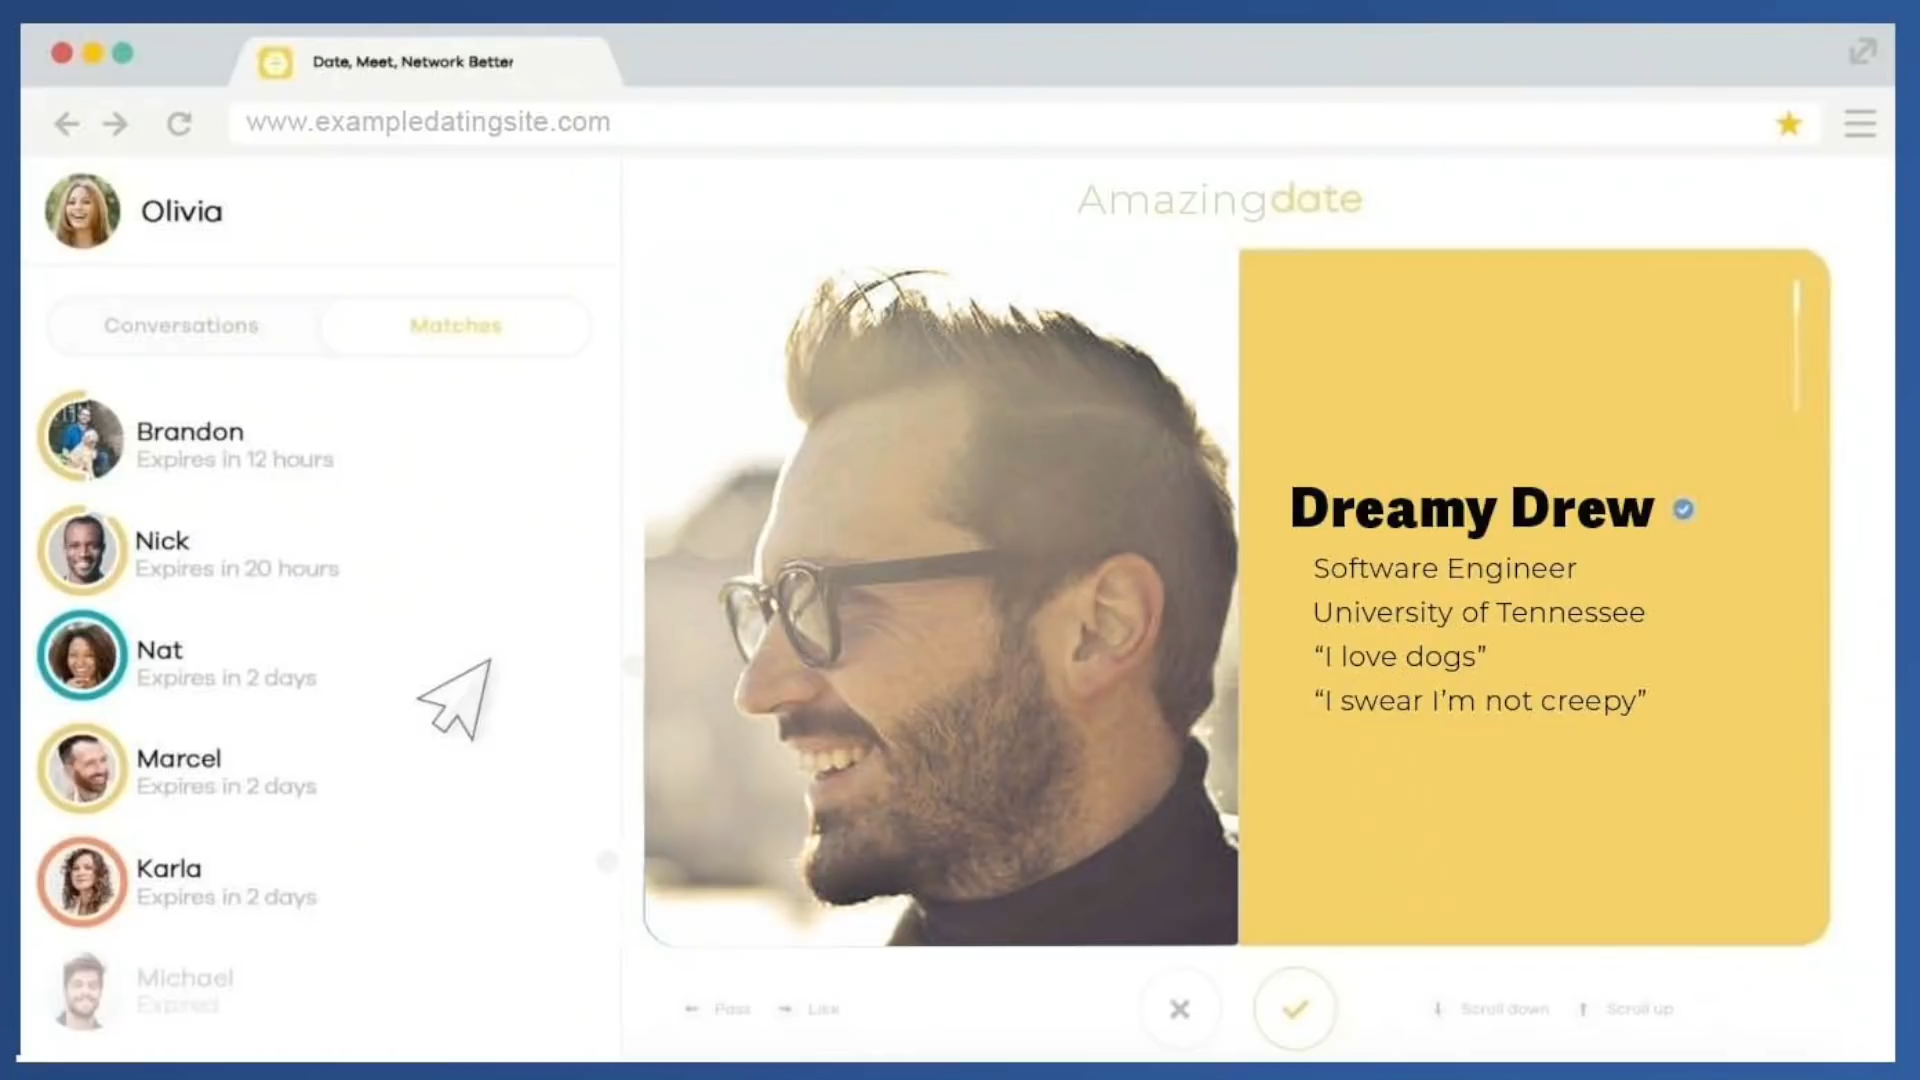 Date, Meet, Network Better
www.exampledatingsite.com
Olivia
Conversations
Matches
Brandon
Expires in 12 hours
Nick
Expires in 20 hours
Nat
Expires in 2 days
Marcel
Expires in 2 days
Karla
Expires in 2 days
Michael
Expired
Amazingdate
Dreamy Drew
Software Engineer
University of Tennessee
“I love dogs”
“I swear I’m not creepy”
Pass
Like
Scroll down
Scroll up